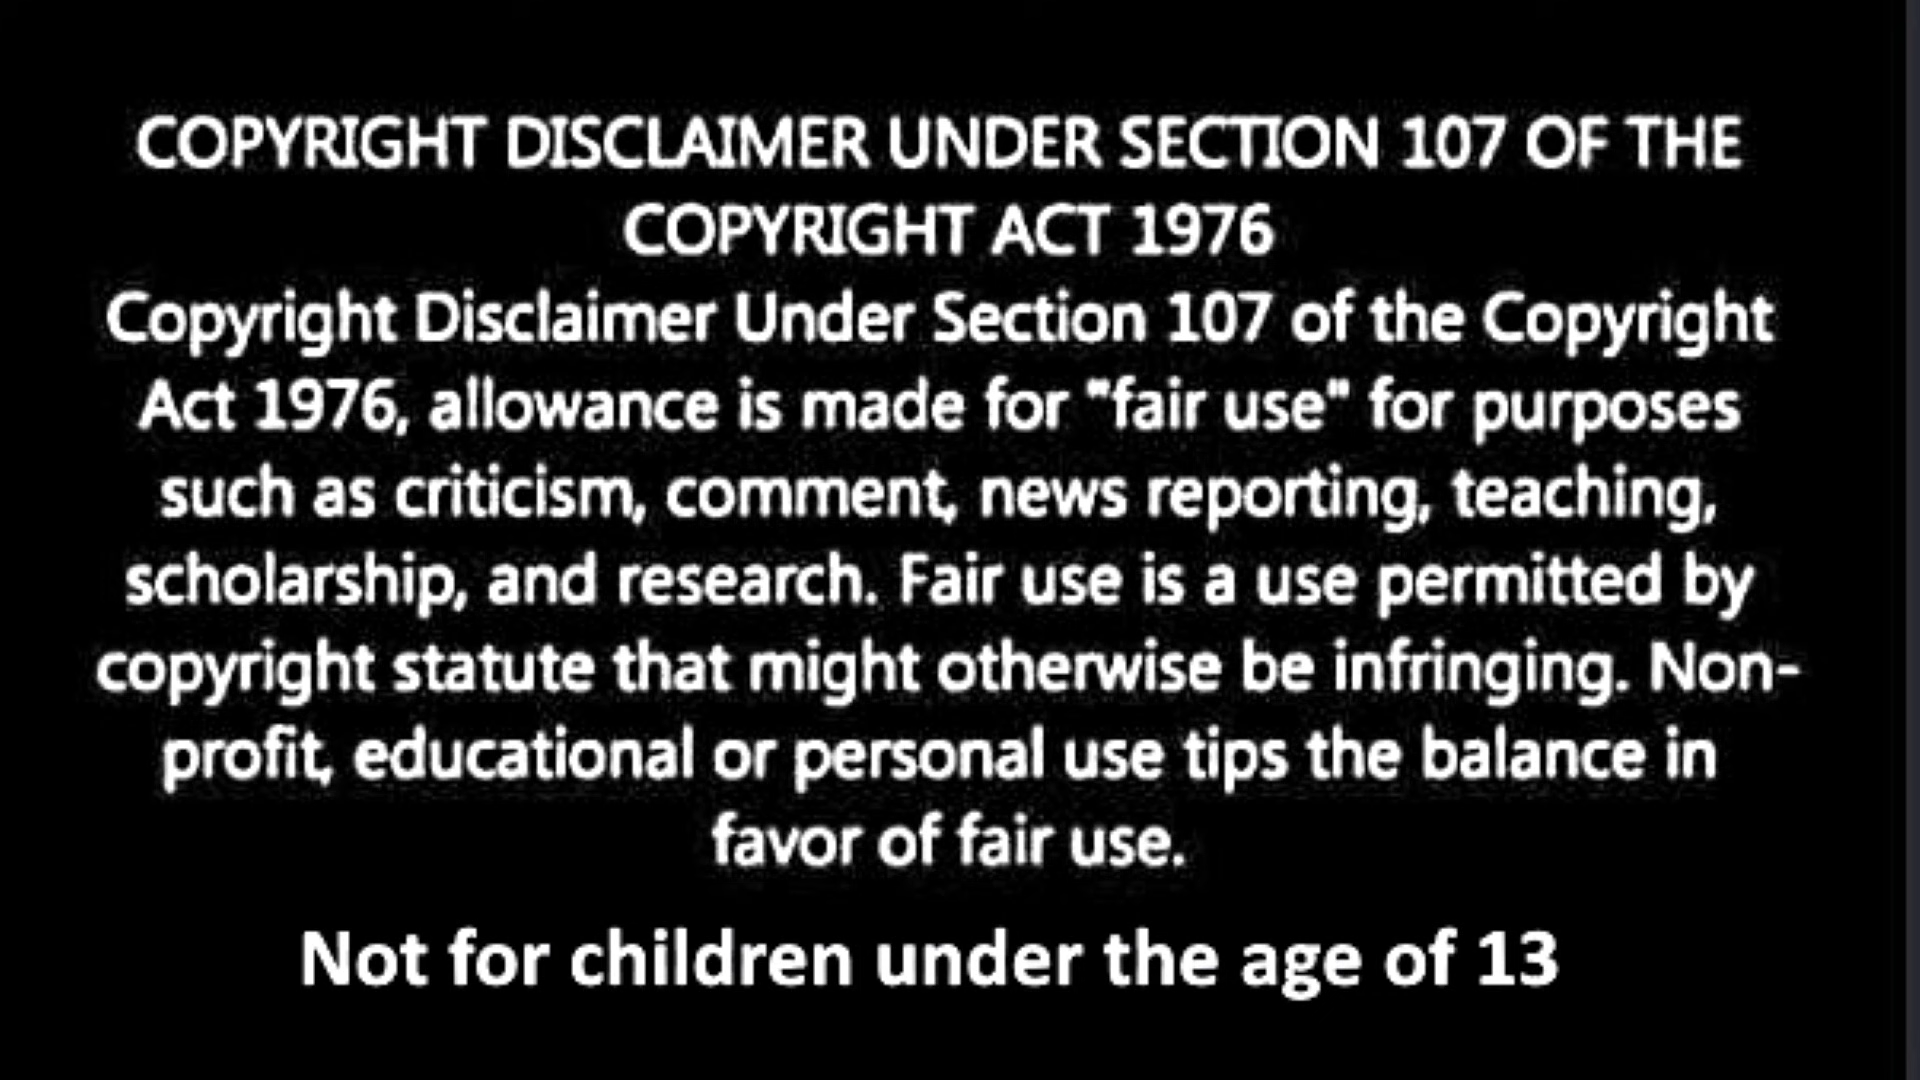 COPYRIGHT DISCLAIMER UNDER SECTION 107 OF THE
COPYRIGHT ACT 1976
Copyright Disclaimer Under Section 107 of the Copyright
Act 1976, allowance is made for "fair use" for purposes
such as criticism, comment, news reporting, teaching,
scholarship, and research. Fair use is a use permitted by
copyright statute that might otherwise be infringing. Non-
profit, educational or personal use tips the balance in
favor of fair use.
Not for children under the age of 13